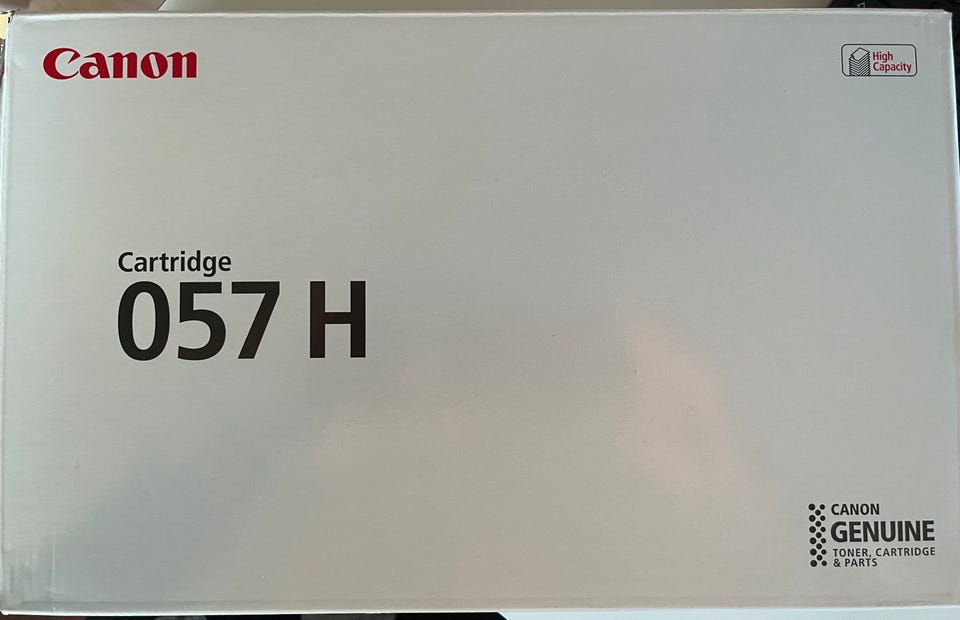 Canon
High
Capacity
Cartridge
057 H
CANON
GENUINE
TONER, CARTRIDGE
& PARTS